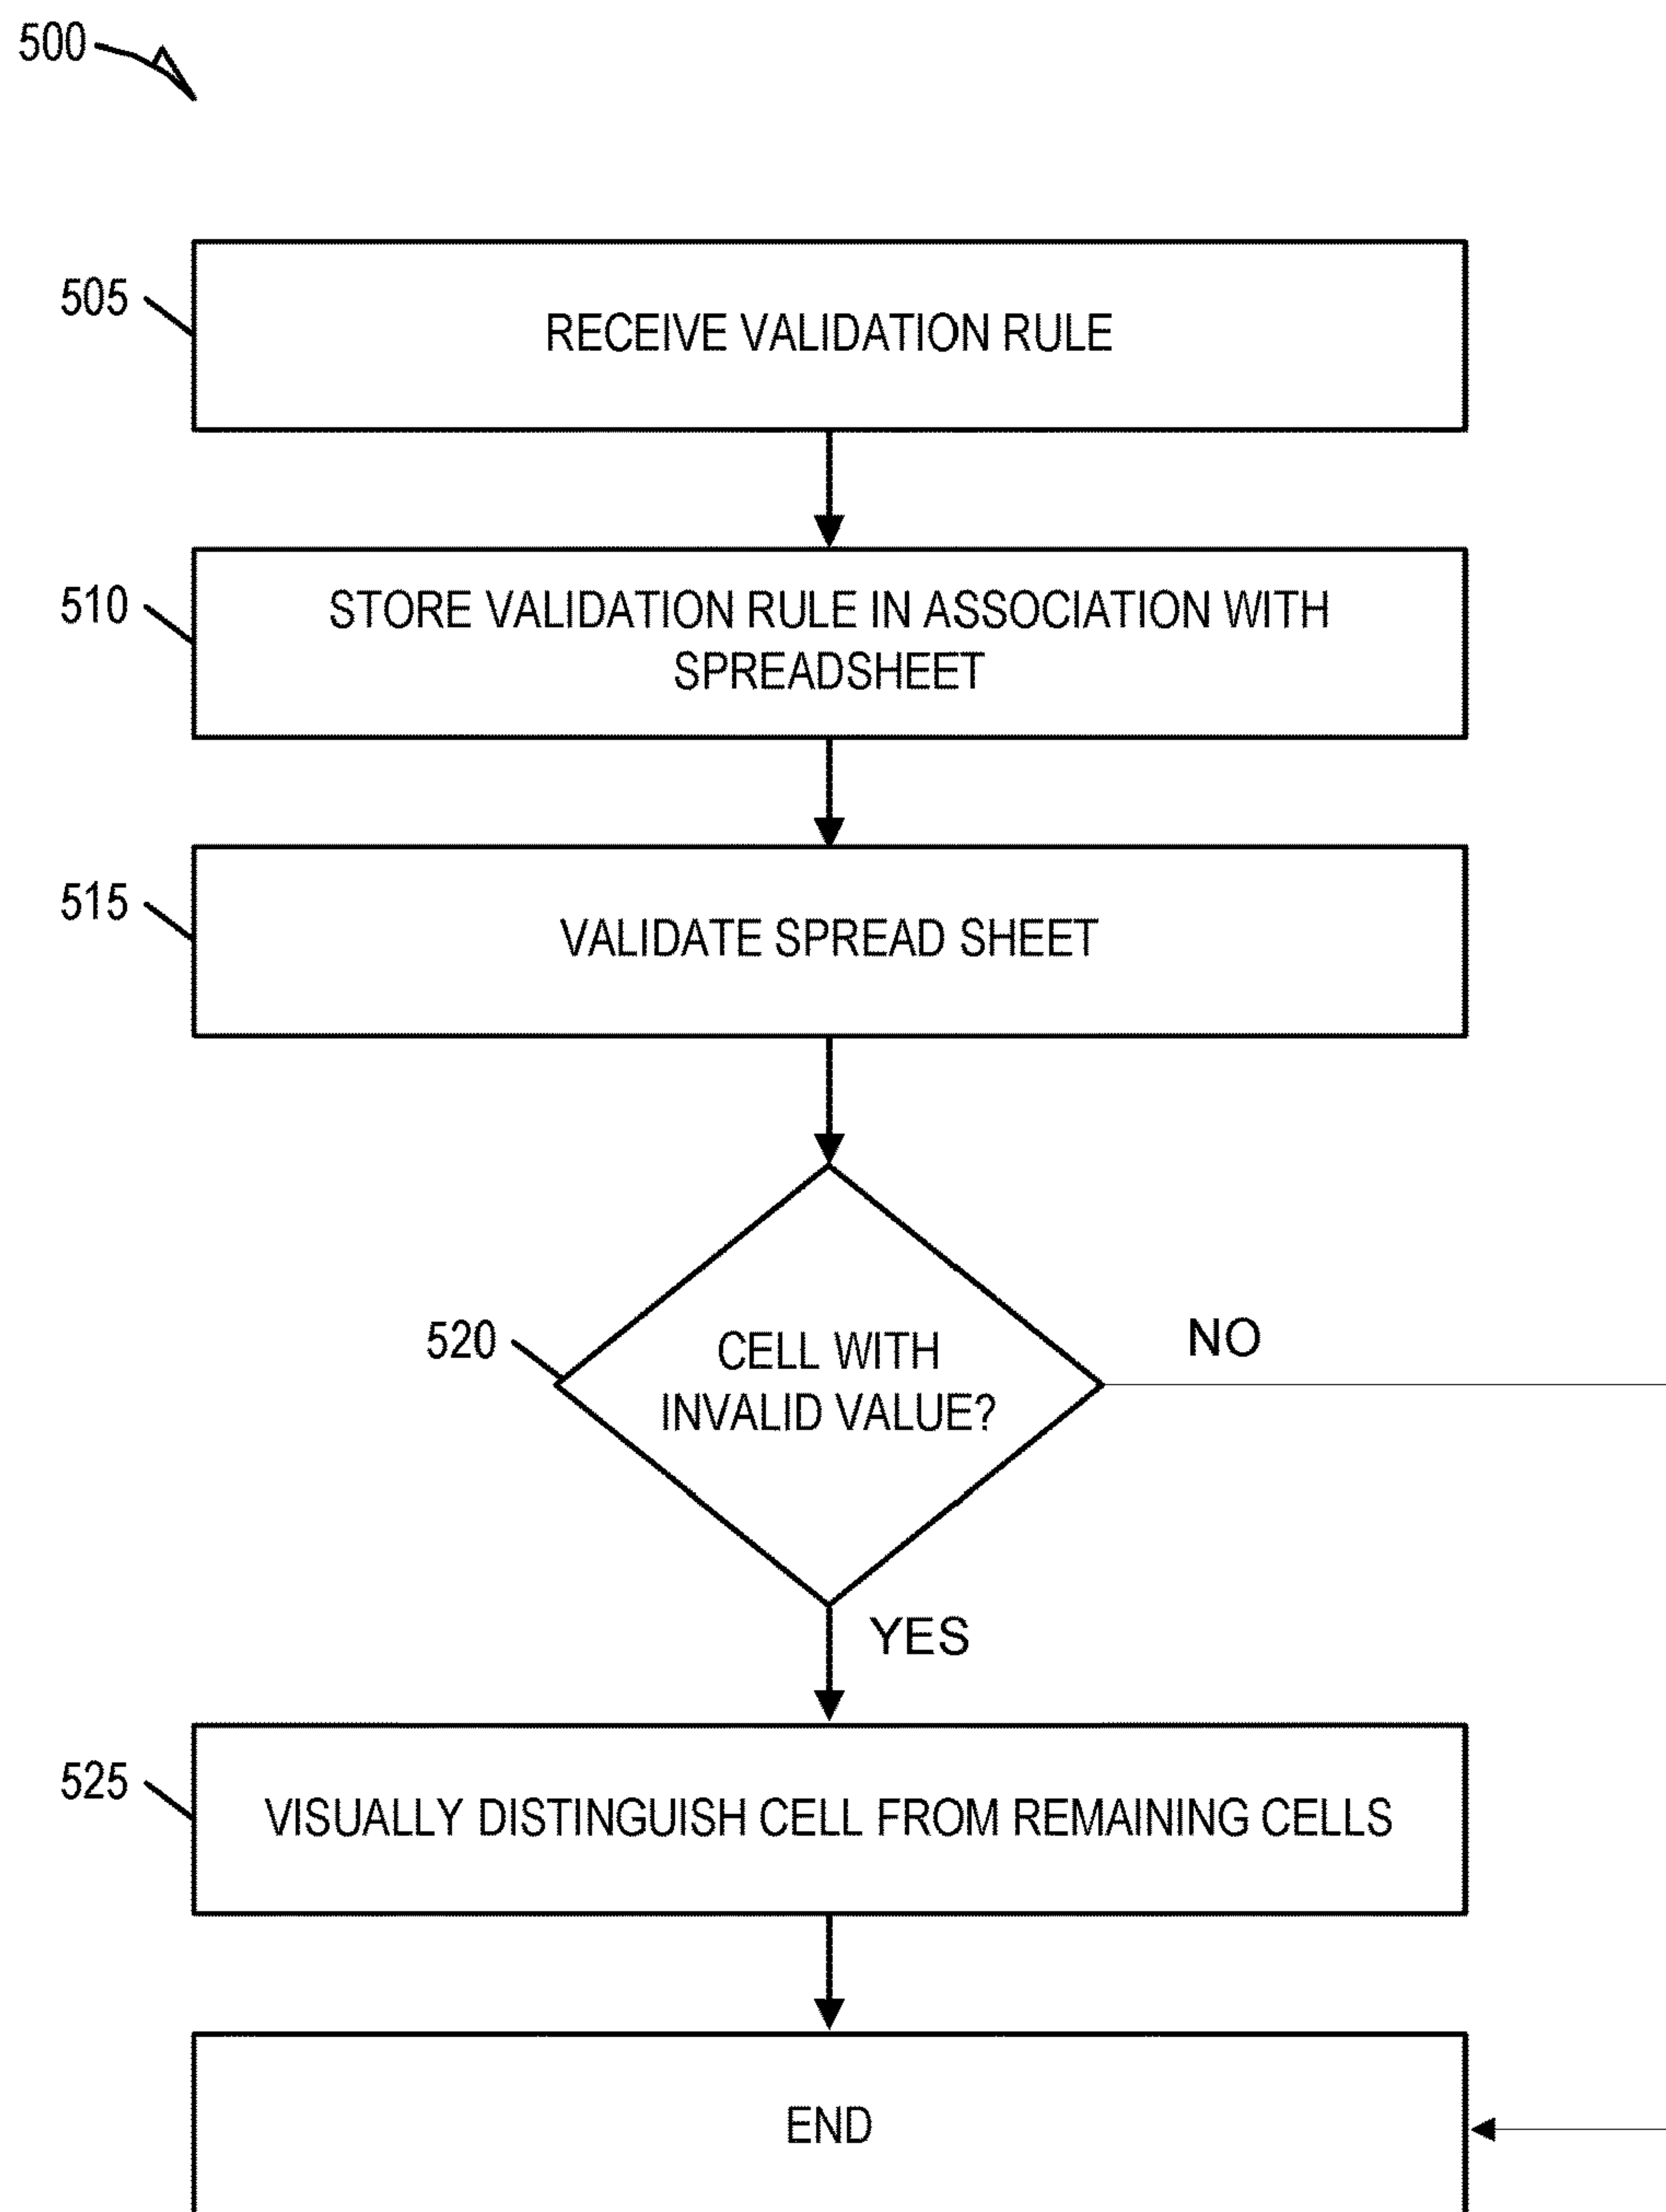 500
505
RECEIVE VALIDATION RULE
510
STORE VALIDATION RULE IN ASSOCIATION WITH
SPREADSHEET
515
VALIDATE SPREAD SHEET
520
CELL WITH
INVALID VALUE?
NO
YES
525
VISUALLY DISTINGUISH CELL FROM REMAINING CELLS
END